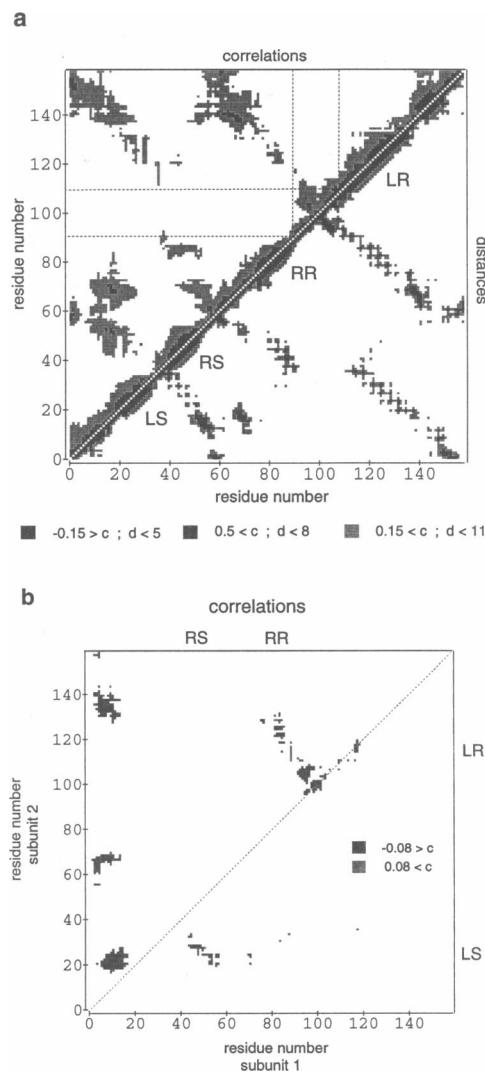 a
correlations
140
120
100
80
60
40
20
0
residue number
LR
RR
RS
LS
distances
0 20 40 60 80 100 120 140
residue number
-0.15 > c ; d < 5 0.5 < c ; d < 8 0.15 < c ; d < 11
b
correlations
RS RR
140
120
100
80
60
40
20
0
residue number
subunit 2
LR
-0.08 > c
0.08 < c
LS
0 20 40 60 80 100 120 140
residue number
subunit 1